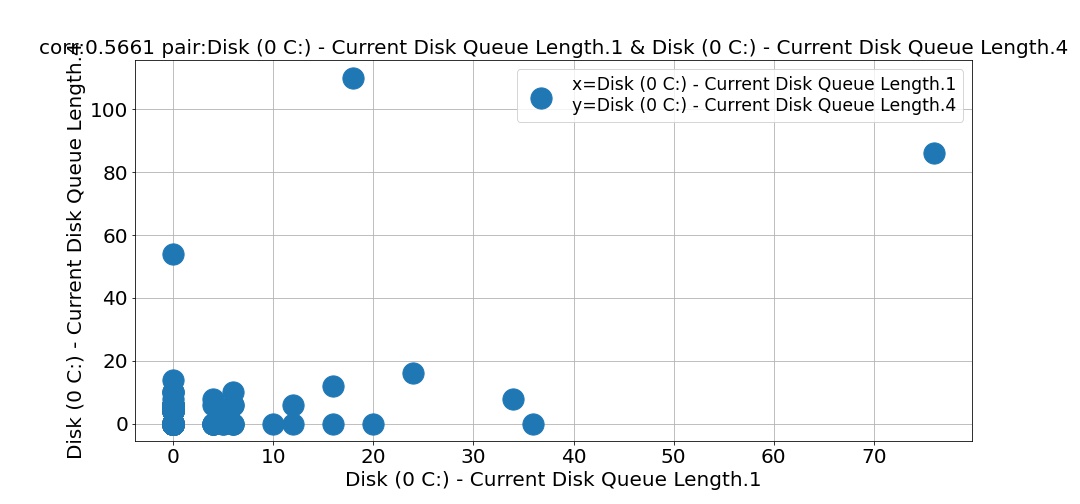 corr:0.5661 pair:Disk (0 C:) - Current Disk Queue Length.1 & Disk (0 C:) - Current Disk Queue Length.4
x=Disk (0 C:) - Current Disk Queue Length.1
y=Disk (0 C:) - Current Disk Queue Length.4
Disk (0 C:) - Current Disk Queue Length.4
100
80
60
40
20
0
0 10 20 30 40 50 60 70
Disk (0 C:) - Current Disk Queue Length.1